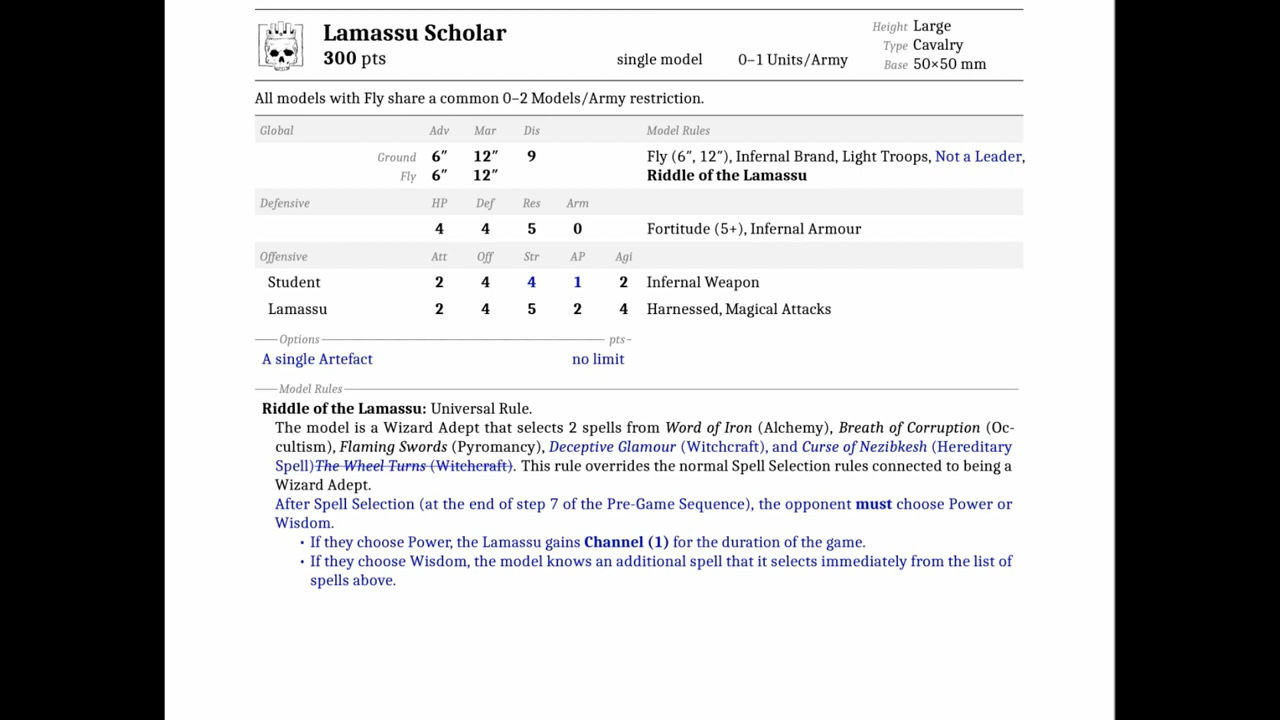 Lamassu Scholar
300 pts single model 0–1 Units/Army
Height Large
Type Cavalry
Base 50×50 mm
All models with Fly share a common 0–2 Models/Army restriction.
Global Adv Mar Dis Model Rules
Ground 6″ 12″ 9 Fly (6″, 12″), Infernal Brand, Light Troops, Not a Leader,
Fly 6″ 12″ Riddle of the Lamassu
Defensive HP Def Res Arm
4 4 5 0 Fortitude (5+), Infernal Armour
Offensive Att Off Str AP Agi
Student 2 4 4 1 2 Infernal Weapon
Lamassu 2 4 5 2 4 Harnessed, Magical Attacks
Options pts
A single Artefact no limit
Model Rules
Riddle of the Lamassu: Universal Rule.
The model is a Wizard Adept that selects 2 spells from Word of Iron (Alchemy), Breath of Corruption (Oc-
cultism), Flaming Swords (Pyromancy), Deceptive Glamour (Witchcraft), and Curse of Nezibkesh (Hereditary
Spell)The Wheel Turns (Witchcraft). This rule overrides the normal Spell Selection rules connected to being a
Wizard Adept.
After Spell Selection (at the end of step 7 of the Pre-Game Sequence), the opponent must choose Power or
Wisdom.
• If they choose Power, the Lamassu gains Channel (1) for the duration of the game.
• If they choose Wisdom, the model knows an additional spell that it selects immediately from the list of
spells above.